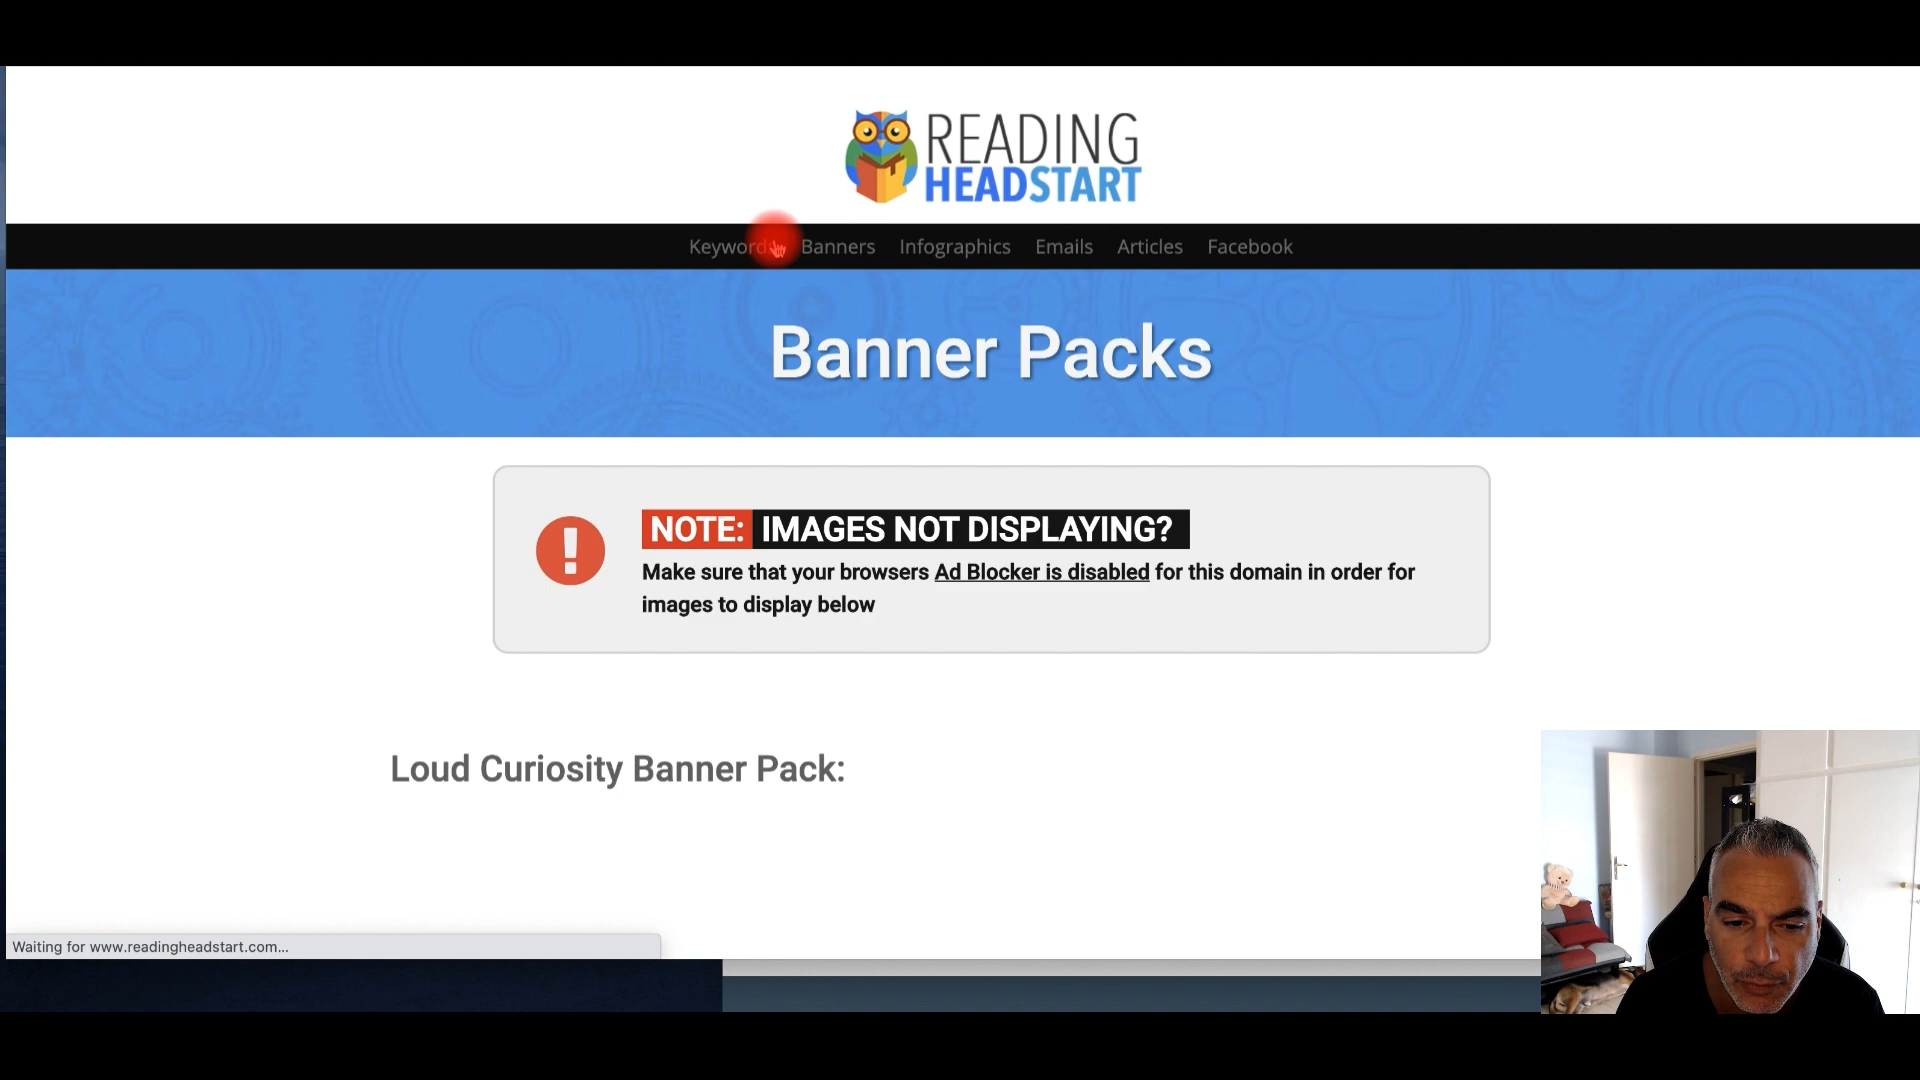 READING
HEADSTART
Keywords Banners Infographics Emails Articles Facebook
Banner Packs
NOTE: IMAGES NOT DISPLAYING?
Make sure that your browsers Ad Blocker is disabled for this domain in order for
images to display below
Loud Curiosity Banner Pack:
Waiting for www.readingheadstart.com...